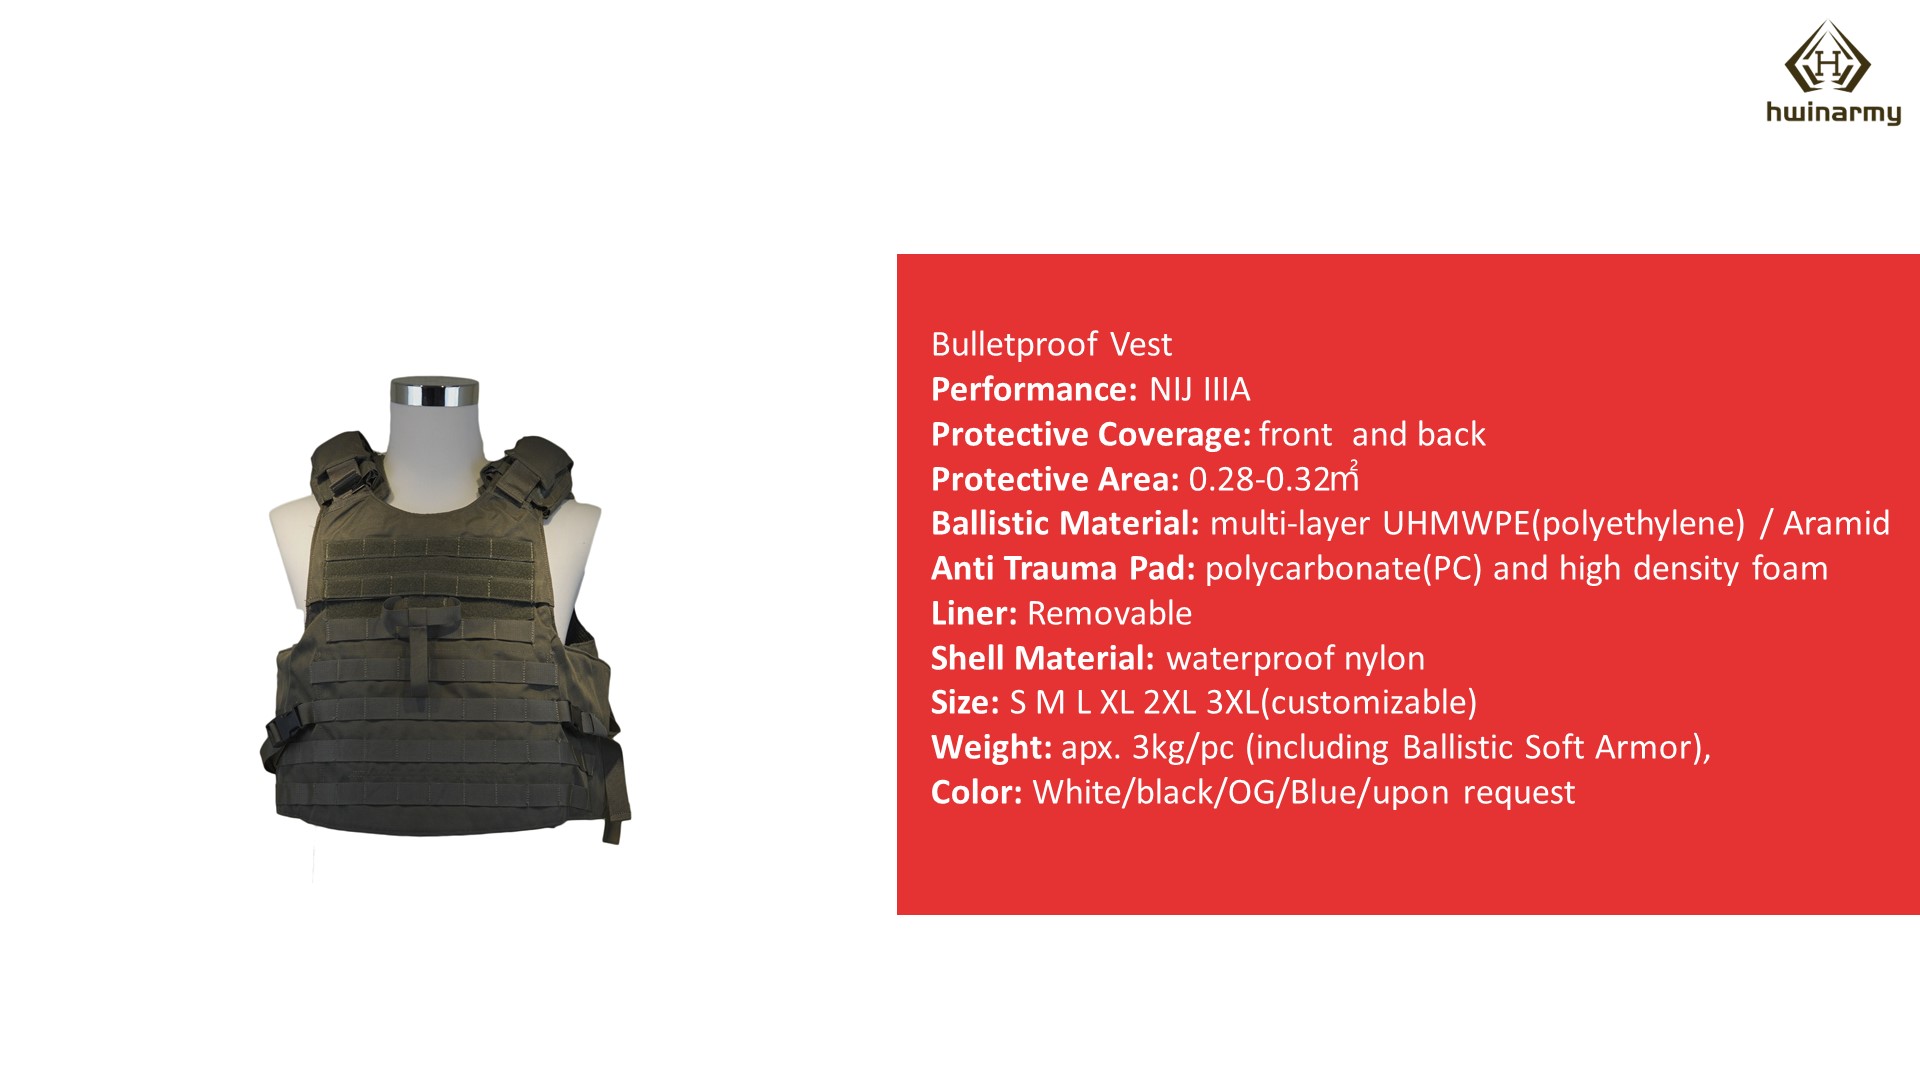 H
hwinarmy
Bulletproof Vest
Performance: NIJ IIIA
Protective Coverage: front  and back
Protective Area: 0.28-0.32㎡
Ballistic Material: multi-layer UHMWPE(polyethylene) / Aramid
Anti Trauma Pad: polycarbonate(PC) and high density foam
Liner: Removable
Shell Material: waterproof nylon
Size: S M L XL 2XL 3XL(customizable)
Weight: apx. 3kg/pc (including Ballistic Soft Armor),
Color: White/black/OG/Blue/upon request